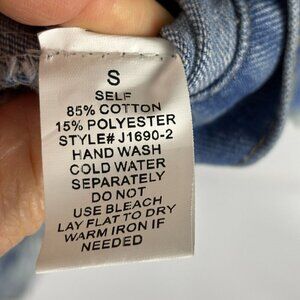 S
SELF
85% COTTON
15% POLYESTER
STYLE# J1690-2
HAND WASH
COLD WATER
SEPARATELY
DO NOT
USE BLEACH
LAY FLAT TO DRY
WARM IRON IF
NEEDED